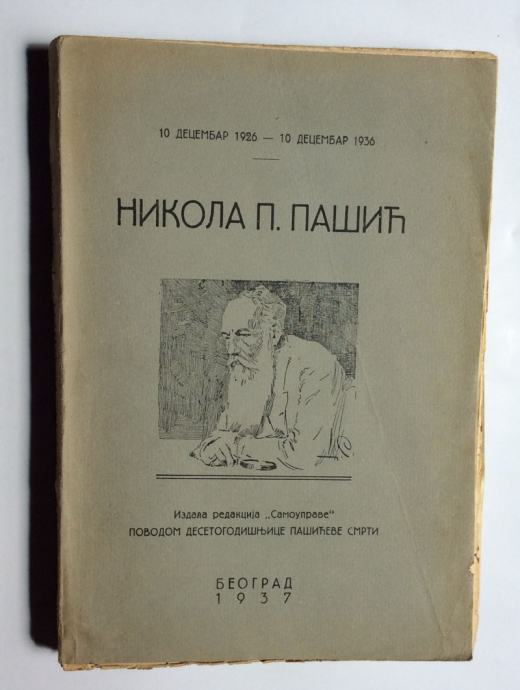 10 ДЕЦЕМБАР 1926 — 10 ДЕЦЕМБАР 1936
НИКОЛА П. ПАШИЋ
Издала редакција „Самоуправе"
ПОВОДОМ ДЕСЕТОГОДИШЊИЦЕ ПАШИЋЕВЕ СМРТИ
БЕОГРАД
1937